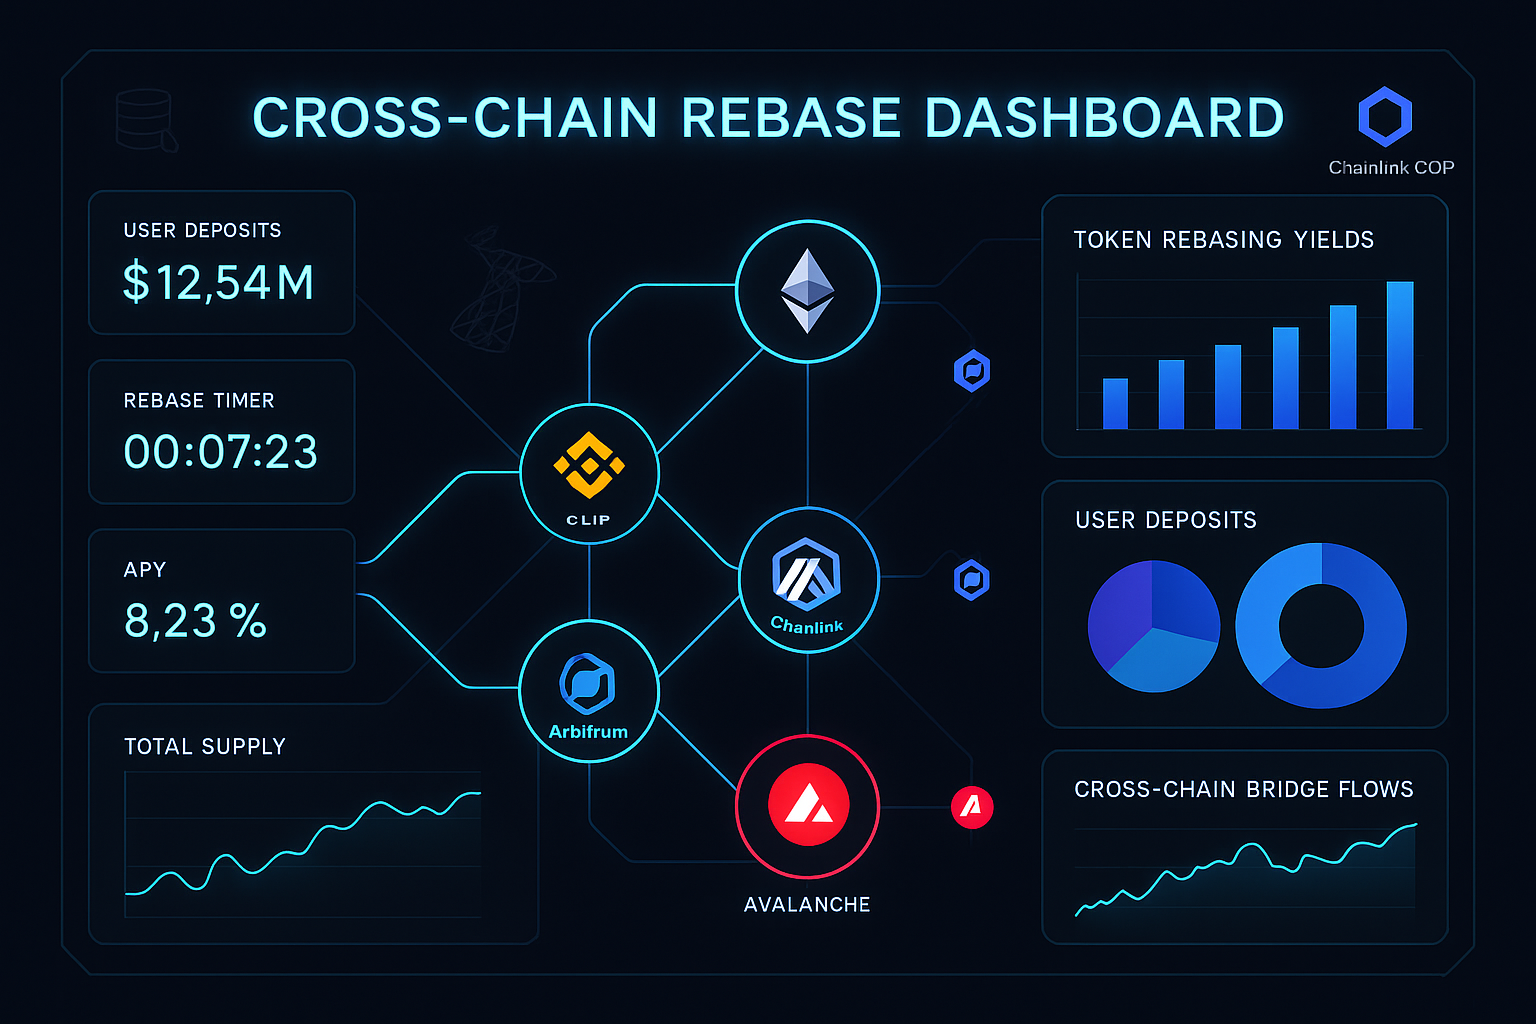 CROSS-CHAIN REBASE DASHBOARD
Chainlink COP
USER DEPOSITS
$12,54M
REBASE TIMER
00:07:23
APY
8,23 %
TOTAL SUPPLY
CLIP
Chanlink
Arbifrum
AVALANCHE
TOKEN REBASING YIELDS
USER DEPOSITS
CROSS-CHAIN BRIDGE FLOWS